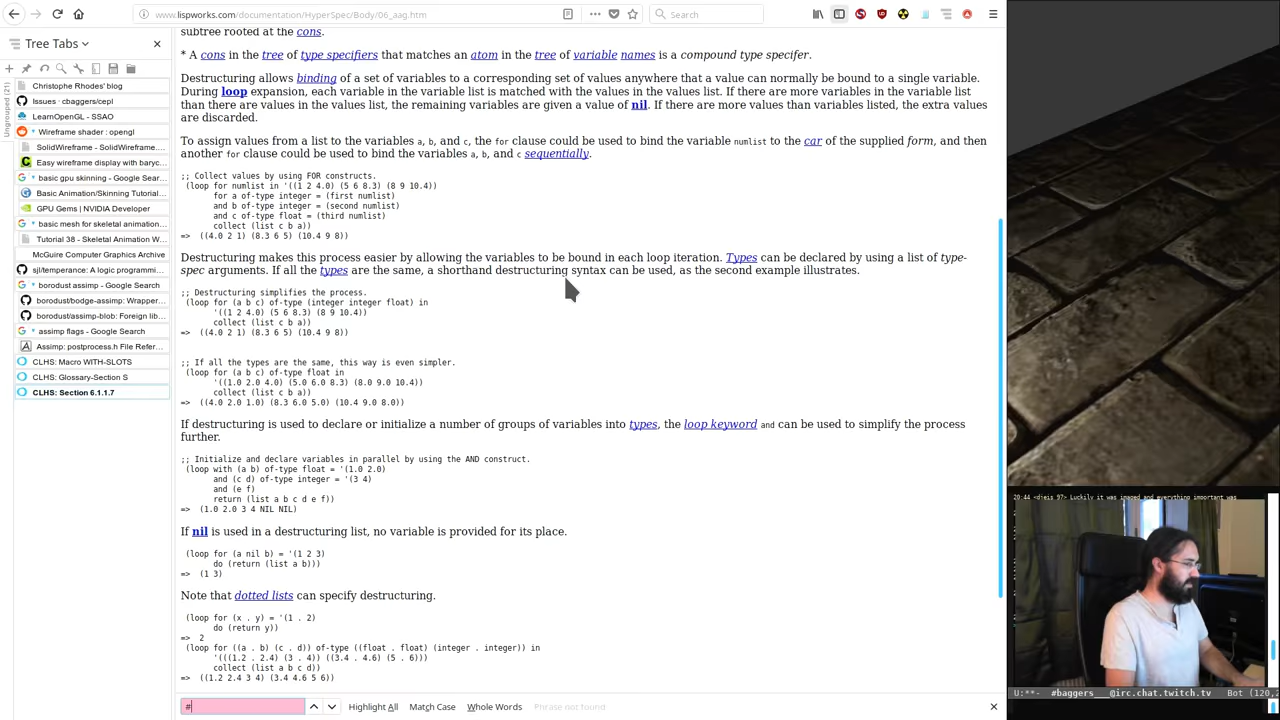 www.lispworks.com/documentation/HyperSpec/Body/06_aag.htm
Search
Tree Tabs
Ungrouped (21)
Christophe Rhodes' blog
Issues · cbaggers/cepl
LearnOpenGL - SSAO
Wireframe shader : opengl
SolidWireframe - SolidWireframe....
Easy wireframe display with baryc...
basic gpu skinning - Google Sear...
Basic Animation/Skinning Tutorial...
GPU Gems | NVIDIA Developer
basic mesh for skeletal animation...
Tutorial 38 - Skeletal Animation W...
McGuire Computer Graphics Archive
sjl/temperance: A logic programmi...
borodust assimp - Google Search
borodust/bodge-assimp: Wrapper...
borodust/assimp-blob: Foreign lib...
assimp flags - Google Search
Assimp: postprocess.h File Refer...
CLHS: Macro WITH-SLOTS
CLHS: Glossary-Section S
CLHS: Section 6.1.1.7
subtree rooted at the cons.
* A cons in the tree of type specifiers that matches an atom in the tree of variable names is a compound type specifer.
Destructuring allows binding of a set of variables to a corresponding set of values anywhere that a value can normally be bound to a single variable.
During loop expansion, each variable in the variable list is matched with the values in the values list. If there are more variables in the variable list
than there are values in the values list, the remaining variables are given a value of nil. If there are more values than variables listed, the extra values
are discarded.
To assign values from a list to the variables a, b, and c, the for clause could be used to bind the variable numlist to the car of the supplied form, and then
another for clause could be used to bind the variables a, b, and c sequentially.
;; Collect values by using FOR constructs.
(loop for numlist in '((1 2 4.0) (5 6 8.3) (8 9 10.4))
for a of-type integer = (first numlist)
and b of-type integer = (second numlist)
and c of-type float = (third numlist)
collect (list c b a))
=> ((4.0 2 1) (8.3 6 5) (10.4 9 8))
Destructuring makes this process easier by allowing the variables to be bound in each loop iteration. Types can be declared by using a list of type-
spec arguments. If all the types are the same, a shorthand destructuring syntax can be used, as the second example illustrates.
;; Destructuring simplifies the process.
(loop for (a b c) of-type (integer integer float) in
'((1 2 4.0) (5 6 8.3) (8 9 10.4))
collect (list c b a))
=> ((4.0 2 1) (8.3 6 5) (10.4 9 8))
;; If all the types are the same, this way is even simpler.
(loop for (a b c) of-type float in
'((1.0 2.0 4.0) (5.0 6.0 8.3) (8.0 9.0 10.4))
collect (list c b a))
=> ((4.0 2.0 1.0) (8.3 6.0 5.0) (10.4 9.0 8.0))
If destructuring is used to declare or initialize a number of groups of variables into types, the loop keyword and can be used to simplify the process
further.
;; Initialize and declare variables in parallel by using the AND construct.
(loop with (a b) of-type float = '(1.0 2.0)
and (c d) of-type integer = '(3 4)
and (e f)
return (list a b c d e f))
=> (1.0 2.0 3 4 NIL NIL)
If nil is used in a destructuring list, no variable is provided for its place.
(loop for (a nil b) = '(1 2 3)
do (return (list a b)))
=> (1 3)
Note that dotted lists can specify destructuring.
(loop for (x . y) = '(1 . 2)
do (return y))
=> 2
(loop for ((a . b) (c . d)) of-type ((float . float) (integer . integer)) in
'(((1.2 . 2.4) (3 . 4)) ((3.4 . 4.6) (5 . 6)))
collect (list a b c d))
=> ((1.2 2.4 3 4) (3.4 4.6 5 6))
#
Highlight All
Match Case
Whole Words
Phrase not found
20:44 <djeis_97> Luckily it was imaged and everything important was
U:**- #baggers___@irc.chat.twitch.tv Bot (120,2